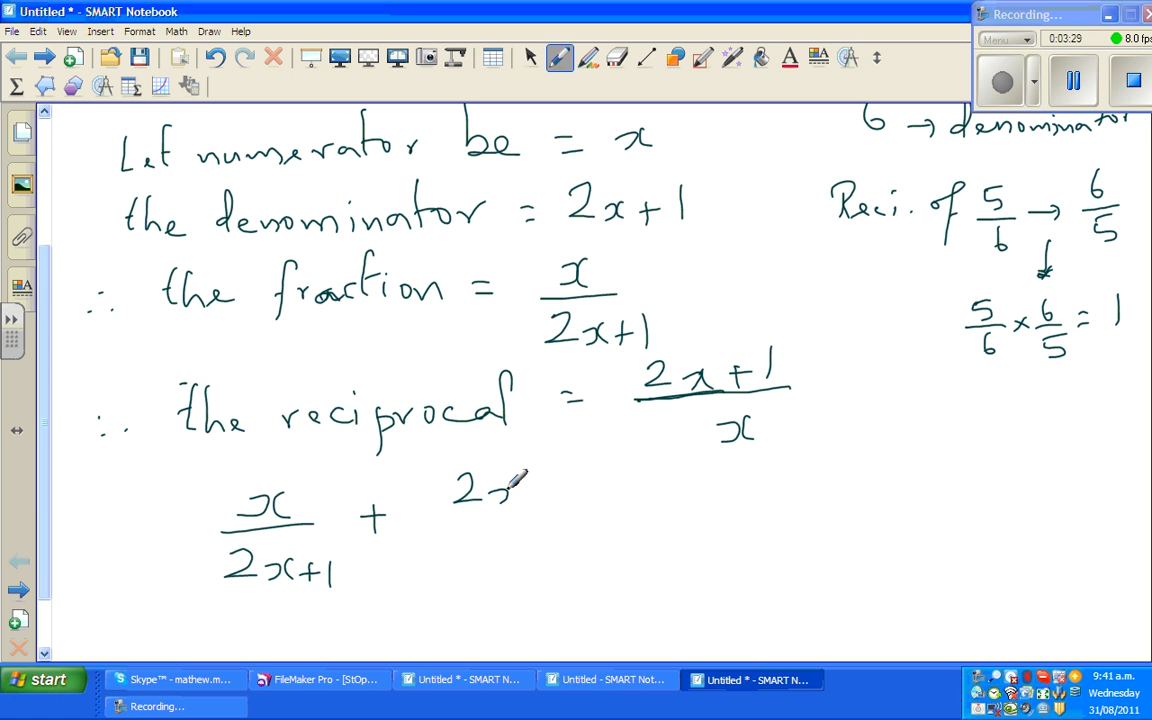 Untitled * - SMART Notebook
Recording...
File Edit View Insert Format Math Draw Help
Menu 0:03:29 8.0 fps
6 → denominator
Let numerator be = x
the denominator = 2x+1
Reci. of 5/6 → 6/5
∴ the fraction = x/2x+1
5/6 × 6/5 = 1
∴ the reciprocal = 2x+1/x
x/2x+1 + 2x
start
Skype™ - mathew.m...
FileMaker Pro - [StOp...
Untitled * - SMART N...
Untitled - SMART Not...
Untitled * - SMART N...
9:41 a.m.
Wednesday
Recording...
31/08/2011